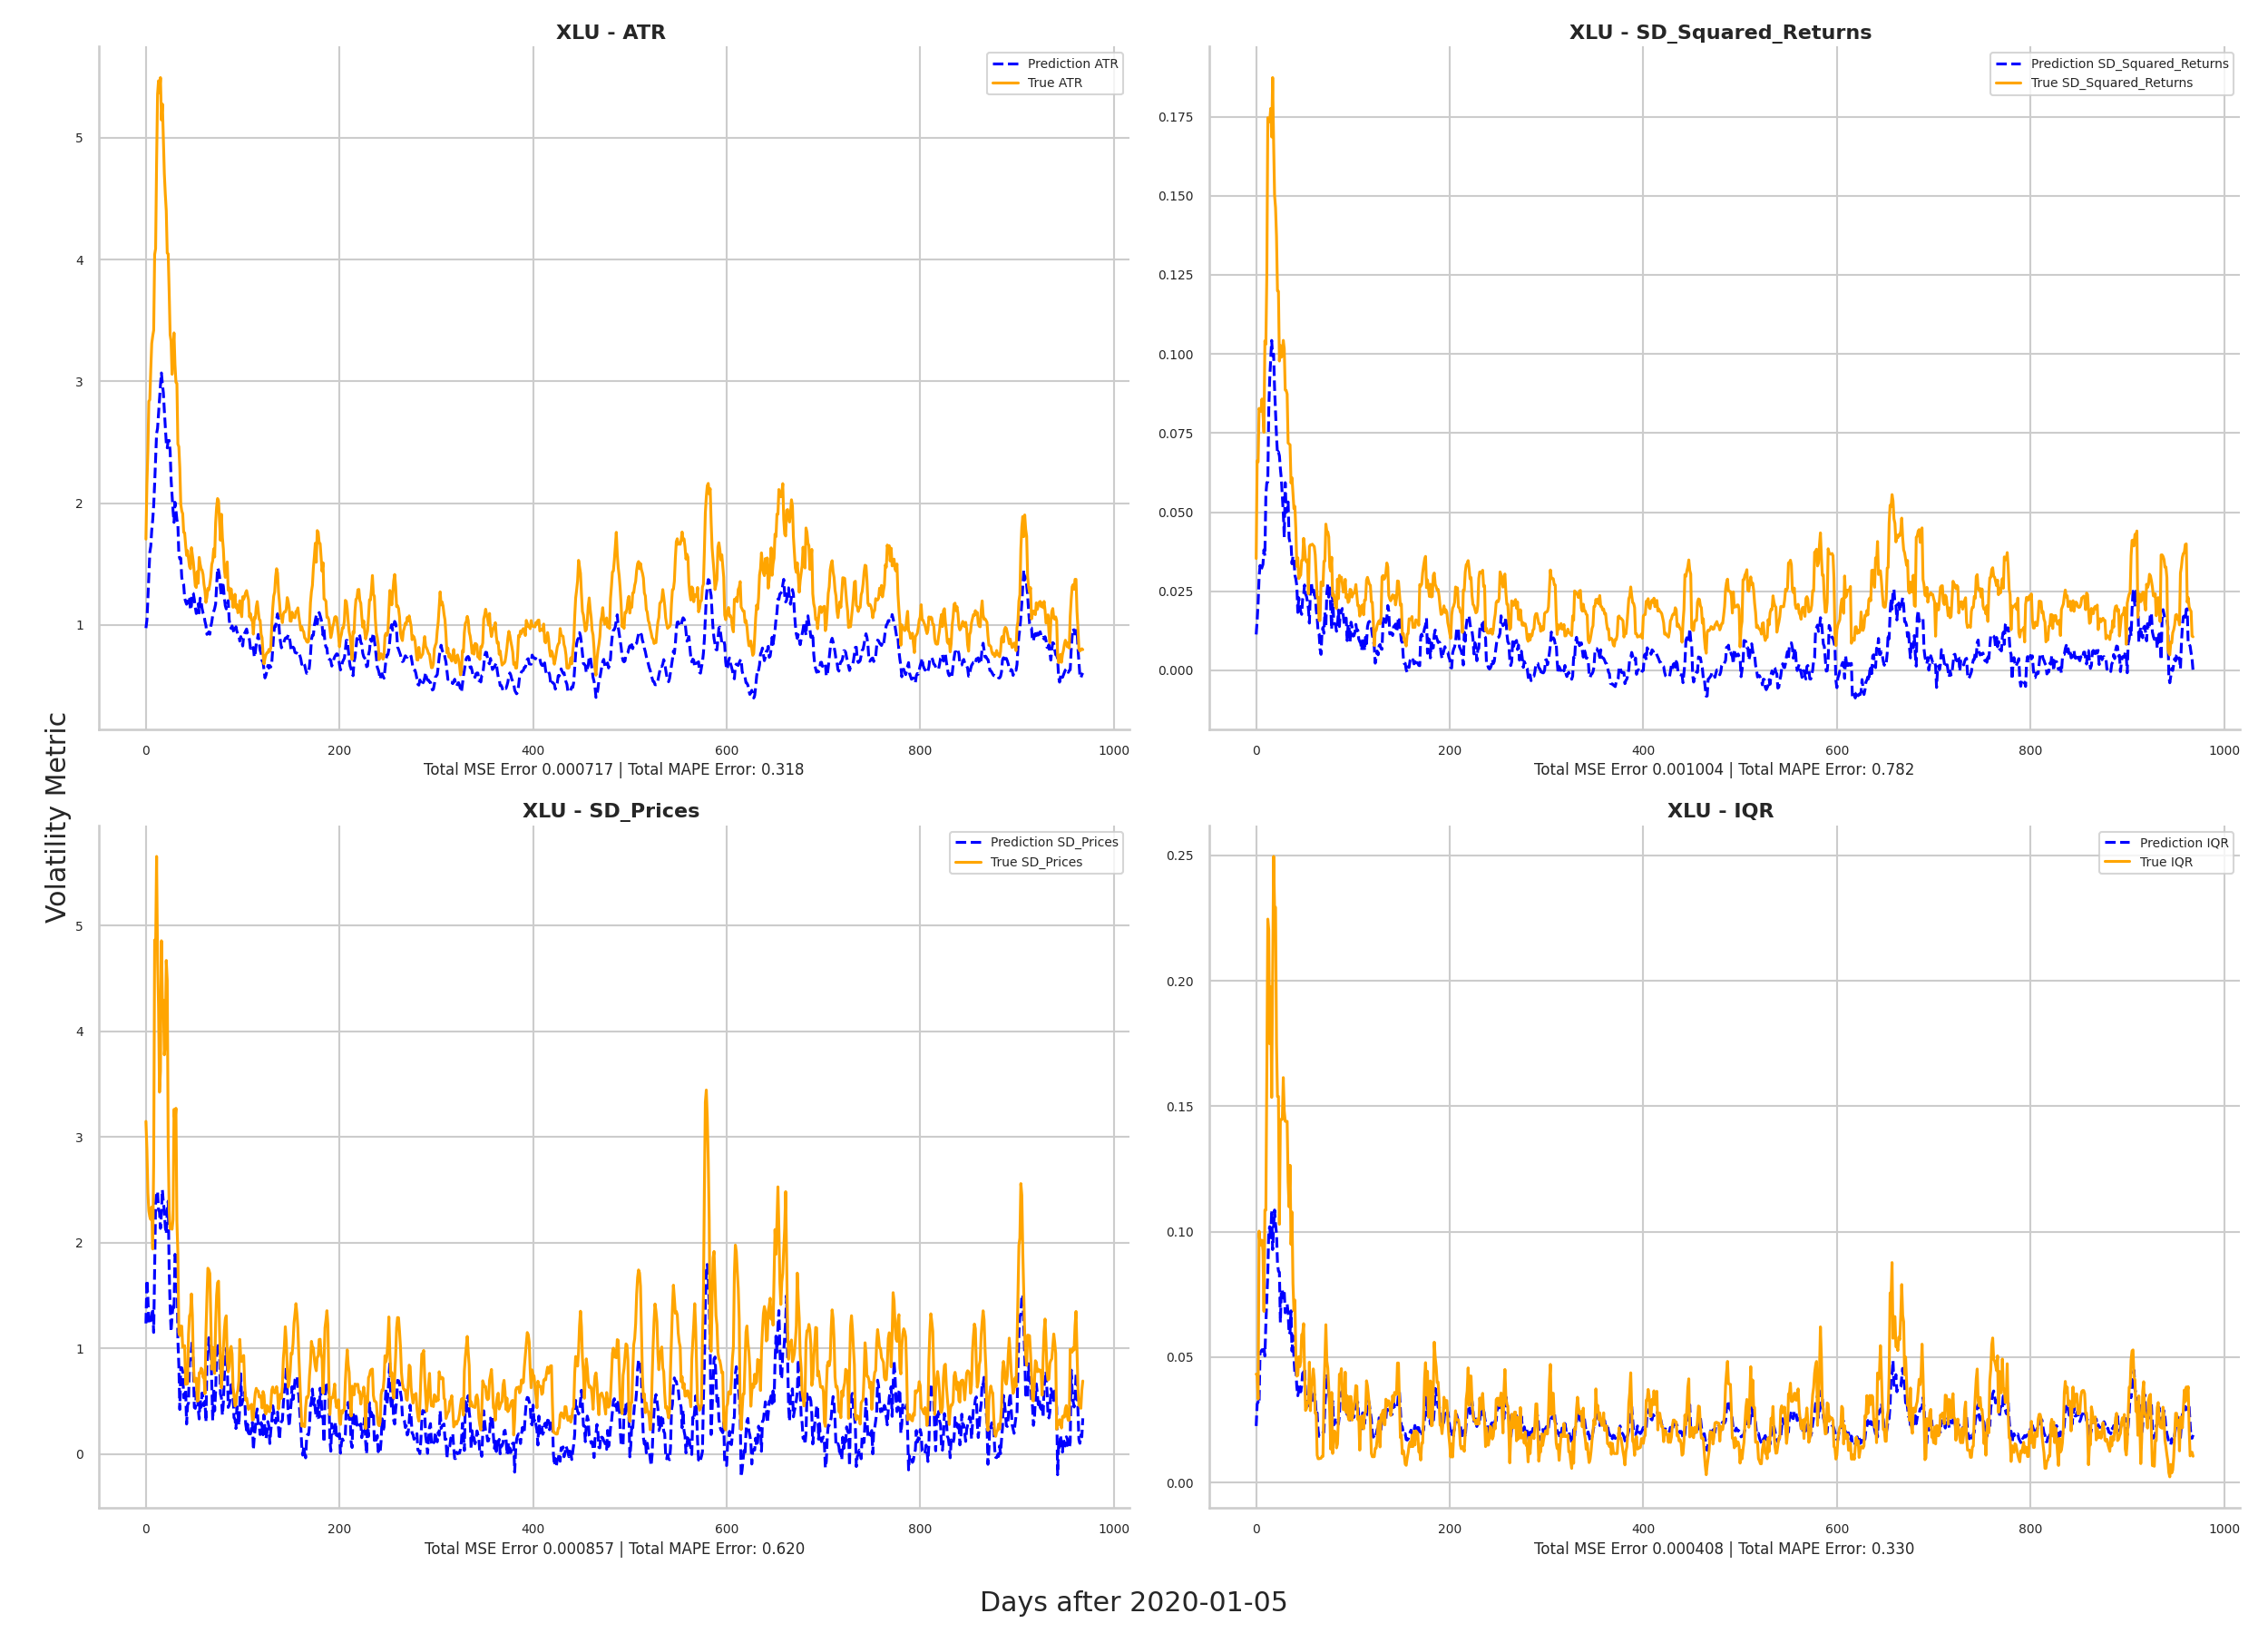 XLU - ATR
Prediction ATR
True ATR
5
4
3
2
1
0 200 400 600 800 1000
Total MSE Error 0.000717 | Total MAPE Error: 0.318
XLU - SD_Squared_Returns
Prediction SD_Squared_Returns
True SD_Squared_Returns
0.175
0.150
0.125
0.100
0.075
0.050
0.025
0.000
0 200 400 600 800 1000
Total MSE Error 0.001004 | Total MAPE Error: 0.782
Volatility Metric
XLU - SD_Prices
Prediction SD_Prices
True SD_Prices
5
4
3
2
1
0
0 200 400 600 800 1000
Total MSE Error 0.000857 | Total MAPE Error: 0.620
XLU - IQR
Prediction IQR
True IQR
0.25
0.20
0.15
0.10
0.05
0.00
0 200 400 600 800 1000
Total MSE Error 0.000408 | Total MAPE Error: 0.330
Days after 2020-01-05